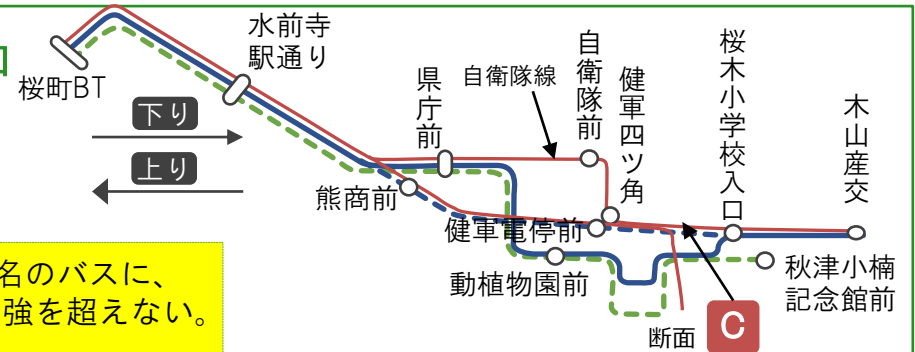 水前寺
駅通り
桜町BT
下り
上り
県庁前
自衛隊線
自衛隊前
健軍四ツ角
桜木小学校入口
木山産交
熊商前
健軍電停前
動植物園前
秋津小楠
記念館前
断面
C
名のバスに、
強を超えない。